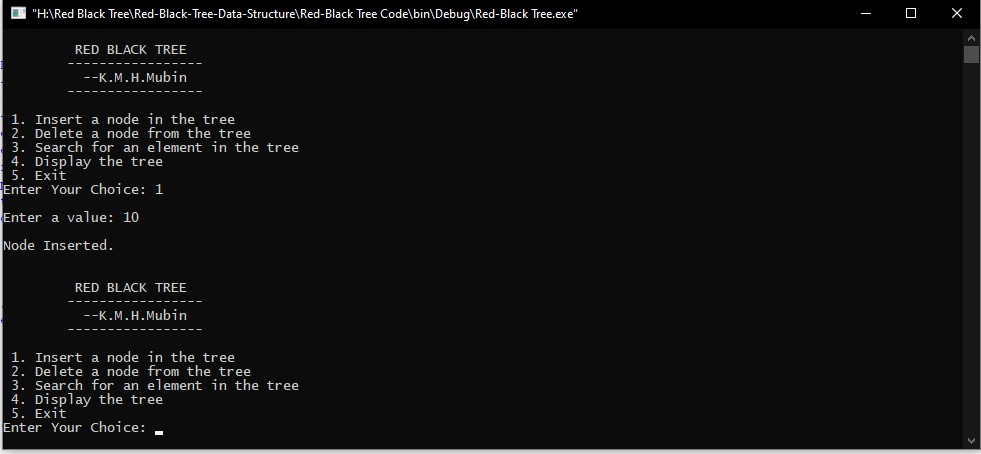 "H:\Red Black Tree\Red-Black-Tree-Data-Structure\Red-Black Tree Code\bin\Debug\Red-Black Tree.exe"
RED BLACK TREE
-----------------
--K.M.H.Mubin
-----------------
1. Insert a node in the tree
2. Delete a node from the tree
3. Search for an element in the tree
4. Display the tree
5. Exit
Enter Your Choice: 1
Enter a value: 10
Node Inserted.
RED BLACK TREE
-----------------
--K.M.H.Mubin
-----------------
1. Insert a node in the tree
2. Delete a node from the tree
3. Search for an element in the tree
4. Display the tree
5. Exit
Enter Your Choice: